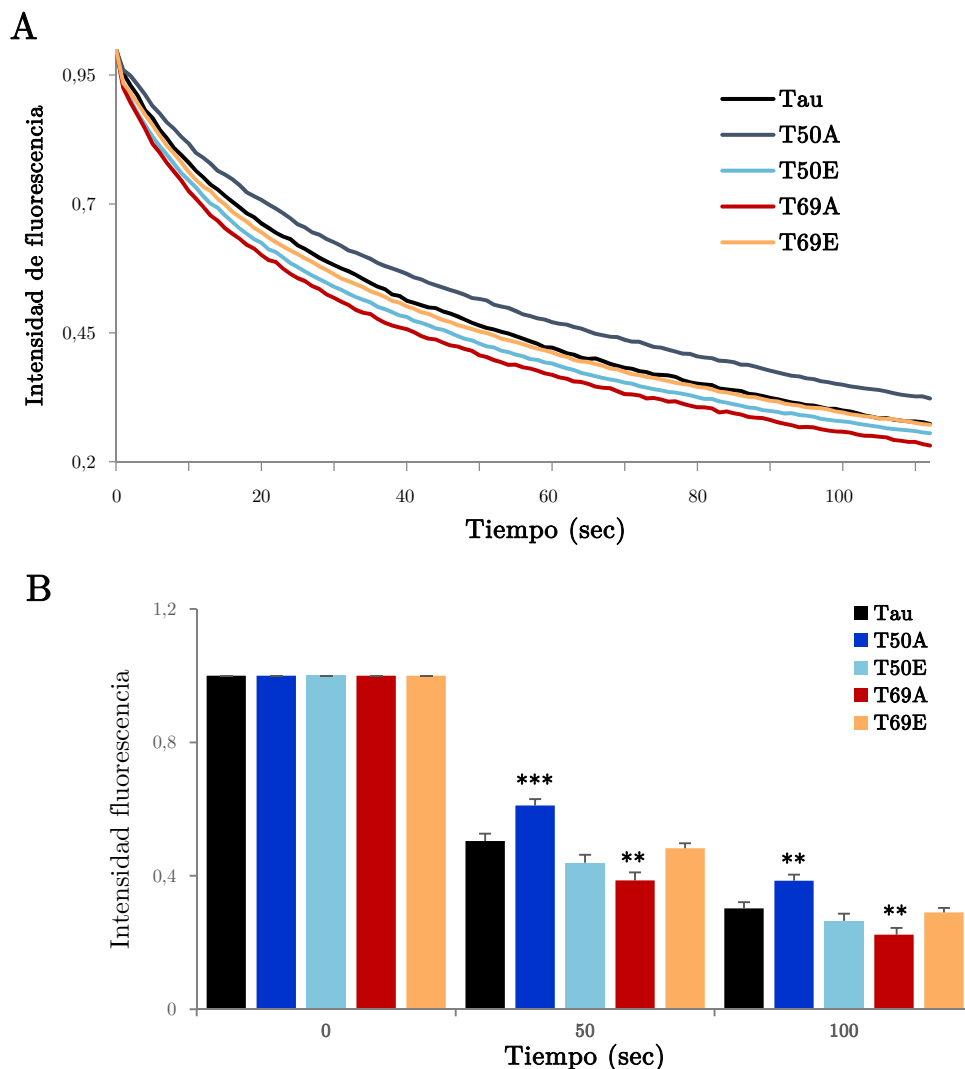 A
Intensidad de fluorescencia
0,95
0,7
0,45
0,2
Tau
T50A
T50E
T69A
T69E
0
20
40
60
80
100
Tiempo (sec)
B
Intensidad fluorescencia
1,2
0,8
0,4
0
Tau
T50A
T50E
T69A
T69E
***
**
**
**
0
50
100
Tiempo (sec)